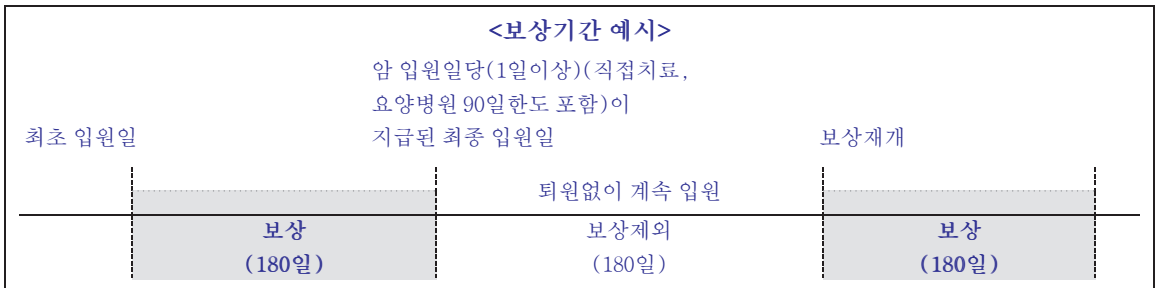 <보상기간 예시>
암 입원일당(1일이상)(직접치료,
요양병원 90일한도 포함)이
최초 입원일 지급된 최종 입원일 보상재개
퇴원없이 계속 입원
보상 보상제외 보상
(180일) (180일) (180일)